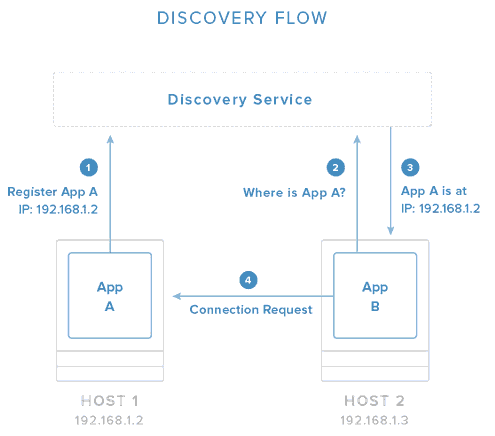 DISCOVERY FLOW
Discovery Service
1
Register App A
IP: 192.168.1.2
2
Where is App A?
3
App A is at
IP: 192.168.1.2
App
A
4
Connection Request
App
B
HOST 1
192.168.1.2
HOST 2
192.168.1.3